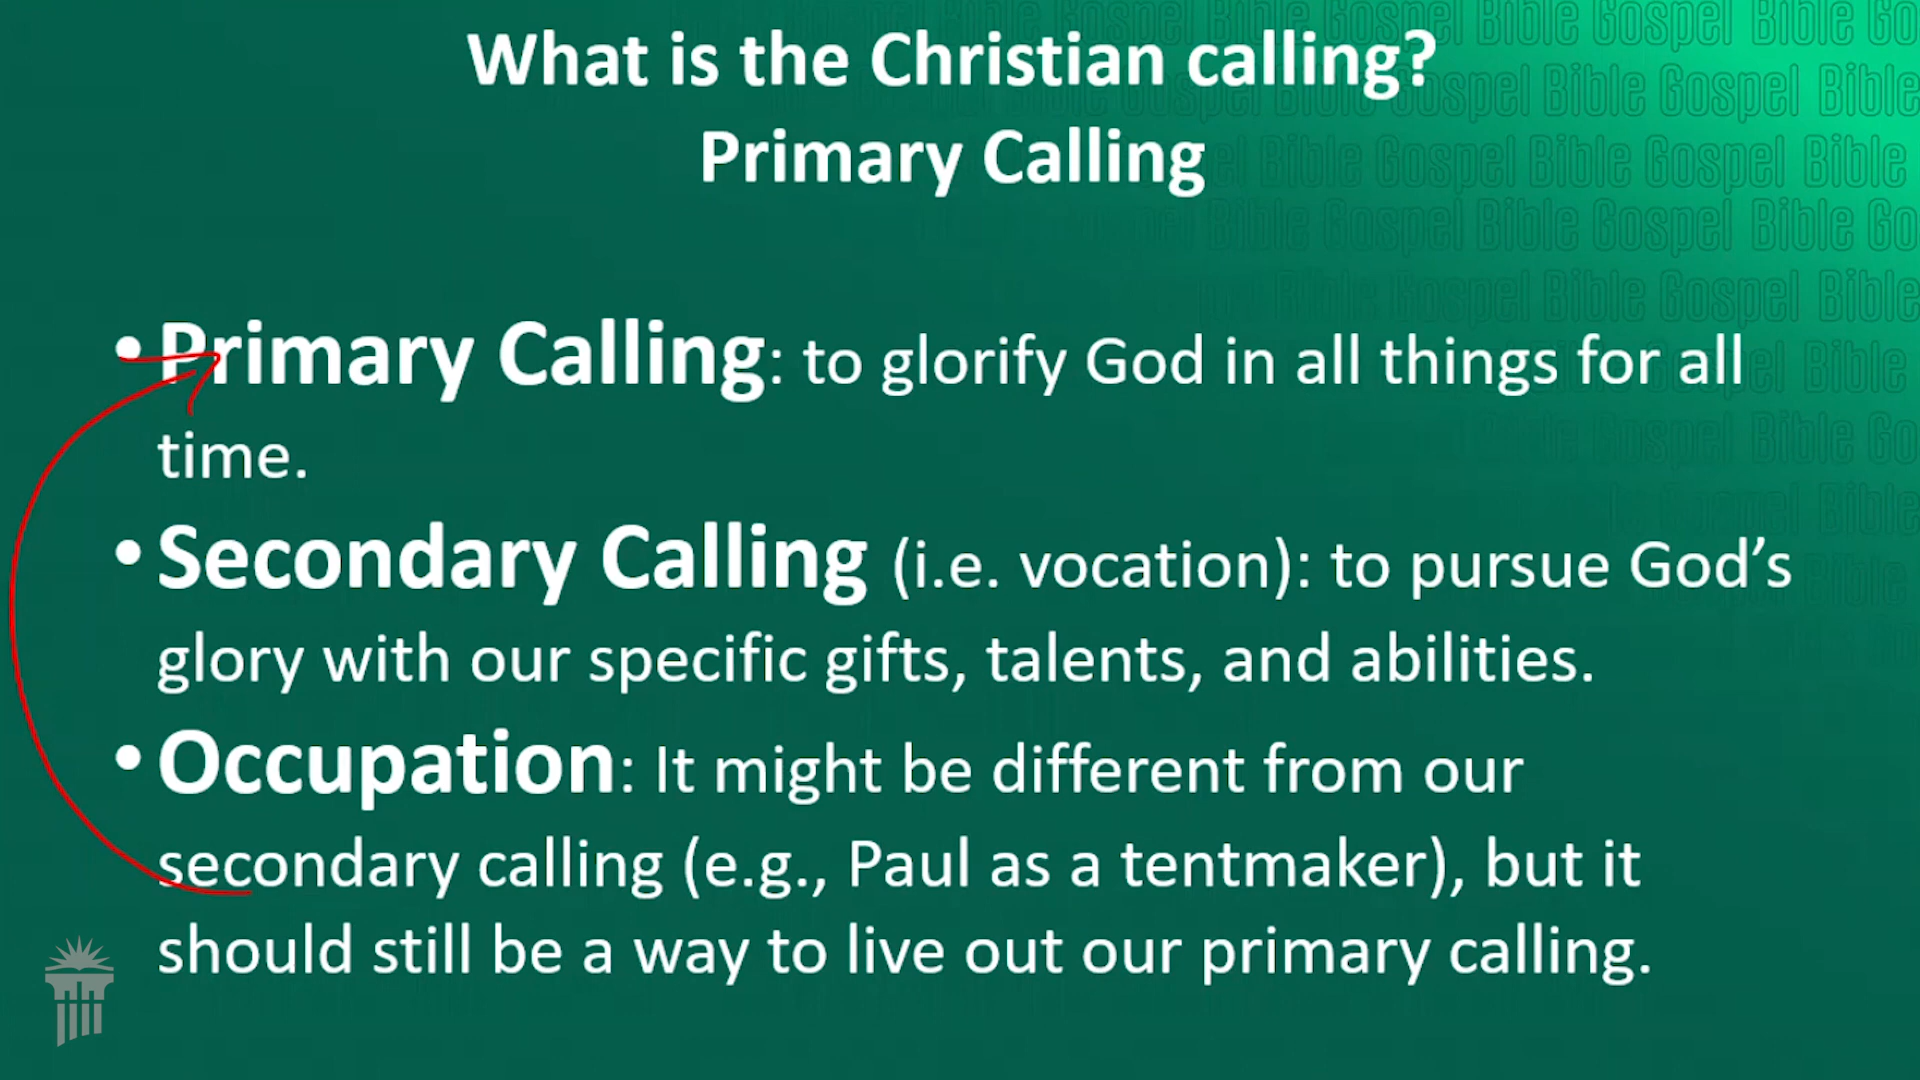 What is the Christian calling?
Primary Calling
• Primary Calling: to glorify God in all things for all
time.
• Secondary Calling (i.e. vocation): to pursue God’s
glory with our specific gifts, talents, and abilities.
• Occupation: It might be different from our
secondary calling (e.g., Paul as a tentmaker), but it
should still be a way to live out our primary calling.